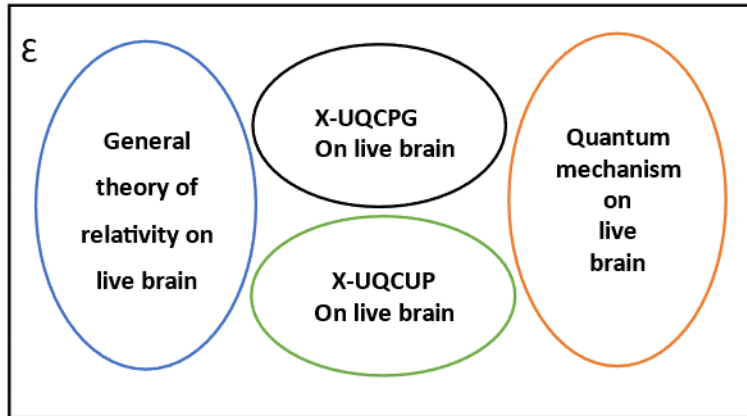 ε
General
theory of
relativity on
live brain
X-UQCPG
On live brain
X-UQCUP
On live brain
Quantum
mechanism
on
live
brain